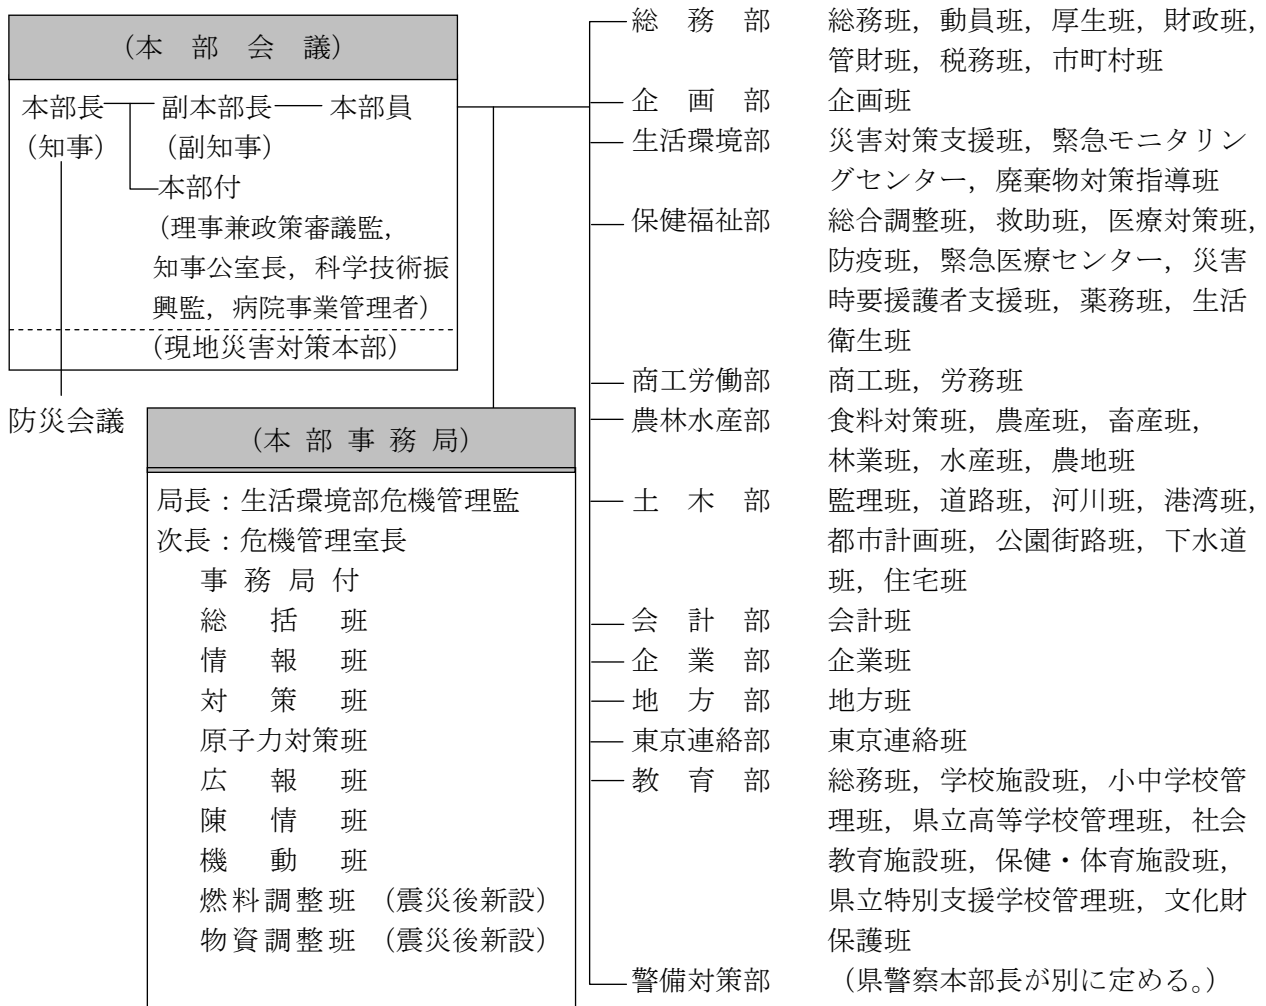 (本部会議)
本部長 副本部長 本部員
(知事) (副知事)
本部付
(理事兼政策審議監,
知事公室長, 科学技術振
興監, 病院事業管理者)
(現地災害対策本部)
防災会議
(本部事務局)
局長:生活環境部危機管理監
次長:危機管理室長
事務局付
総括班
情報班
対策班
原子力対策班
広報班
陳情班
機動班
燃料調整班 (震災後新設)
物資調整班 (震災後新設)
総務部 総務班, 動員班, 厚生班, 財政班,
管財班, 税務班, 市町村班
企画部 企画班
生活環境部 災害対策支援班, 緊急モニタリン
グセンター, 廃棄物対策指導班
保健福祉部 総合調整班, 救助班, 医療対策班,
防疫班, 緊急医療センター, 災害
時要援護者支援班, 薬務班, 生活
衛生班
商工労働部 商工班, 労務班
農林水産部 食料対策班, 農産班, 畜産班,
林業班, 水産班, 農地班
土木部 監理班, 道路班, 河川班, 港湾班,
都市計画班, 公園街路班, 下水道
班, 住宅班
会計部 会計班
企業部 企業班
地方部 地方班
東京連絡部 東京連絡班
教育部 総務班, 学校施設班, 小中学校管
理班, 県立高等学校管理班, 社会
教育施設班, 保健・体育施設班,
県立特別支援学校管理班, 文化財
保護班
警備対策部 (県警察本部長が別に定める。)